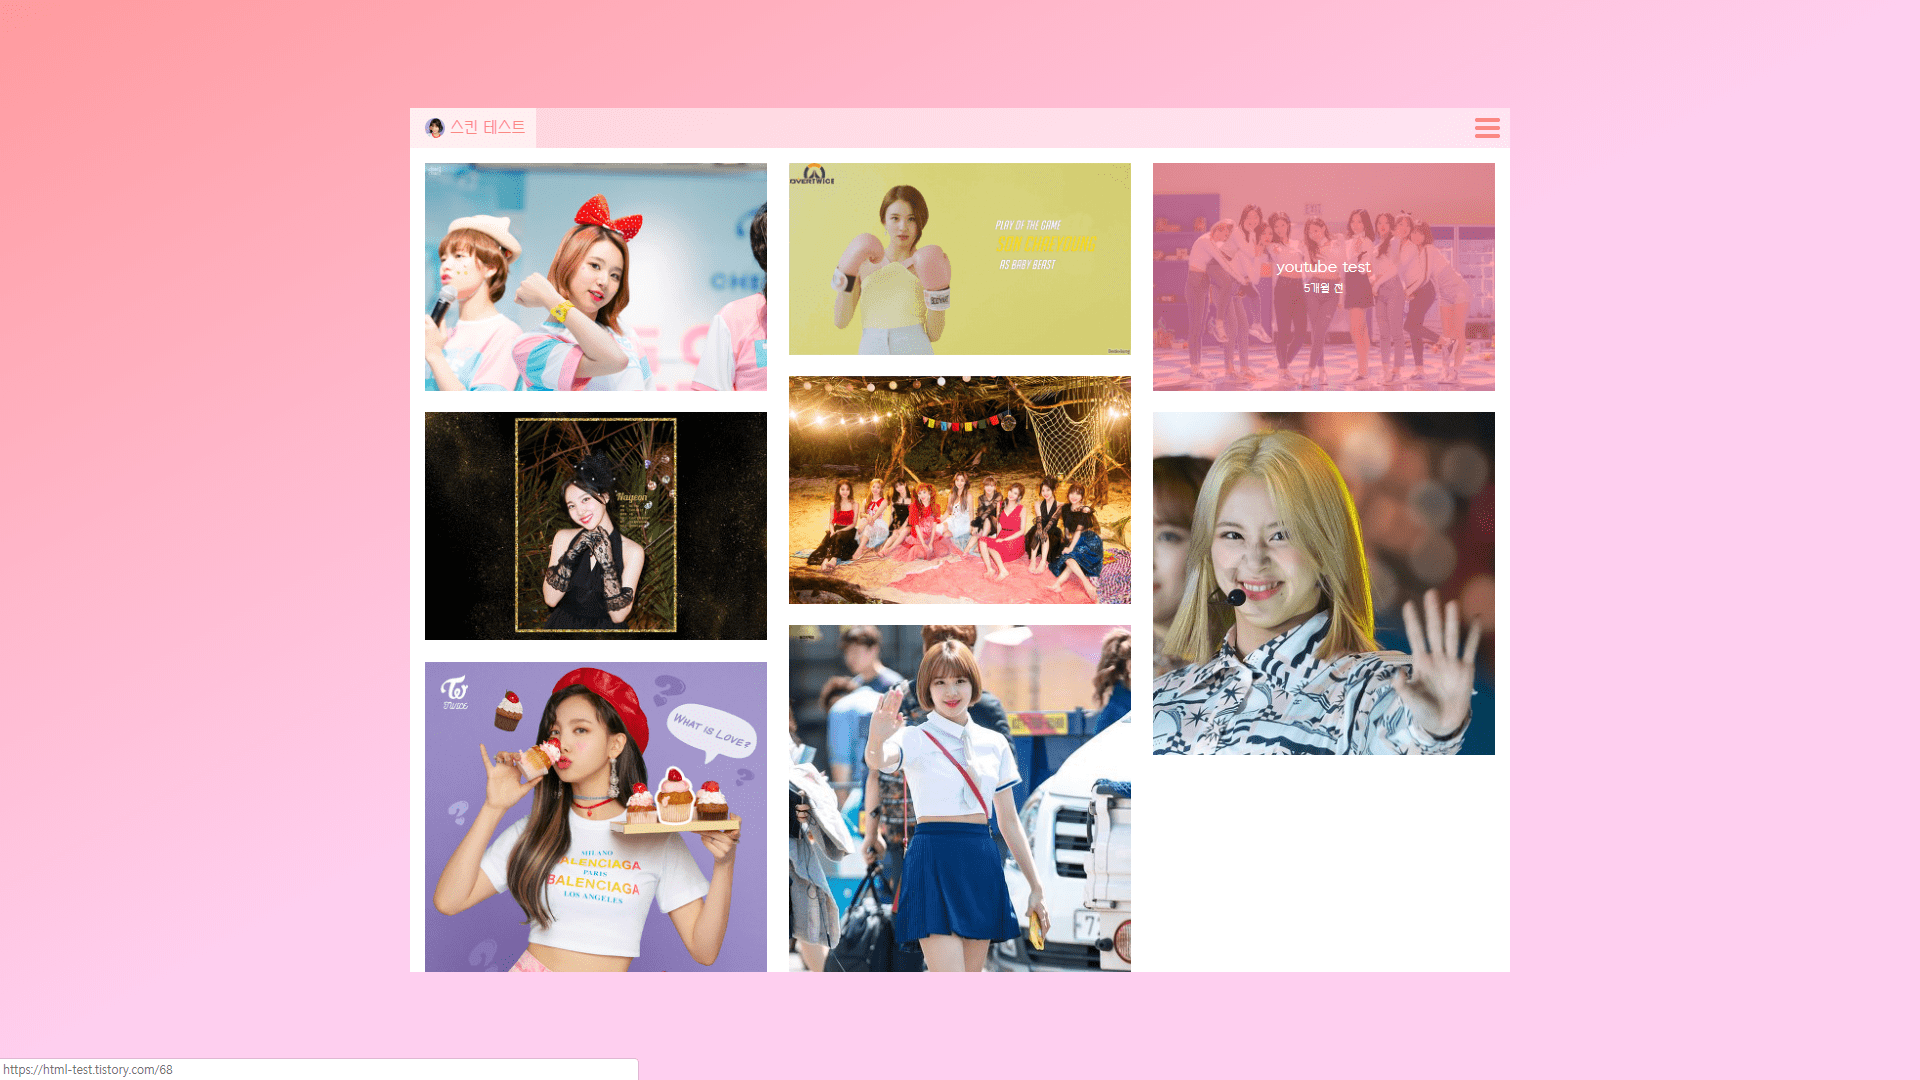 스킨 테스트
OVERTWICE
PLAY OF THE GAME
SON CHAEYOUNG
AS BABY BEAST
youtube test
5개월 전
Nayeon
TWICE
WHAT IS LOVE?
MILANO
BALENCIAGA
PARIS
BALENCIAGA
LOS ANGELES
https://html-test.tistory.com/68